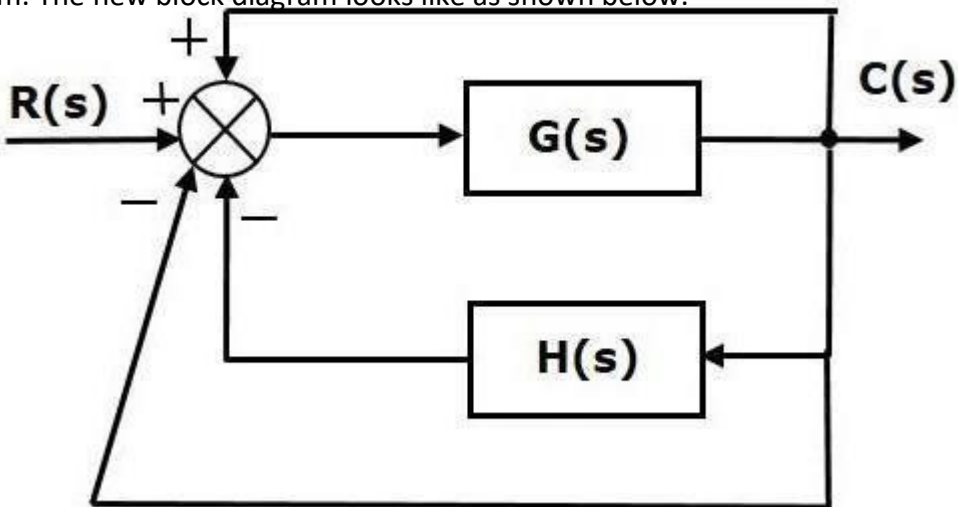 m. The new block diagram looks like as shown below.
+
R(s)
+
G(s)
C(s)
−
−
H(s)